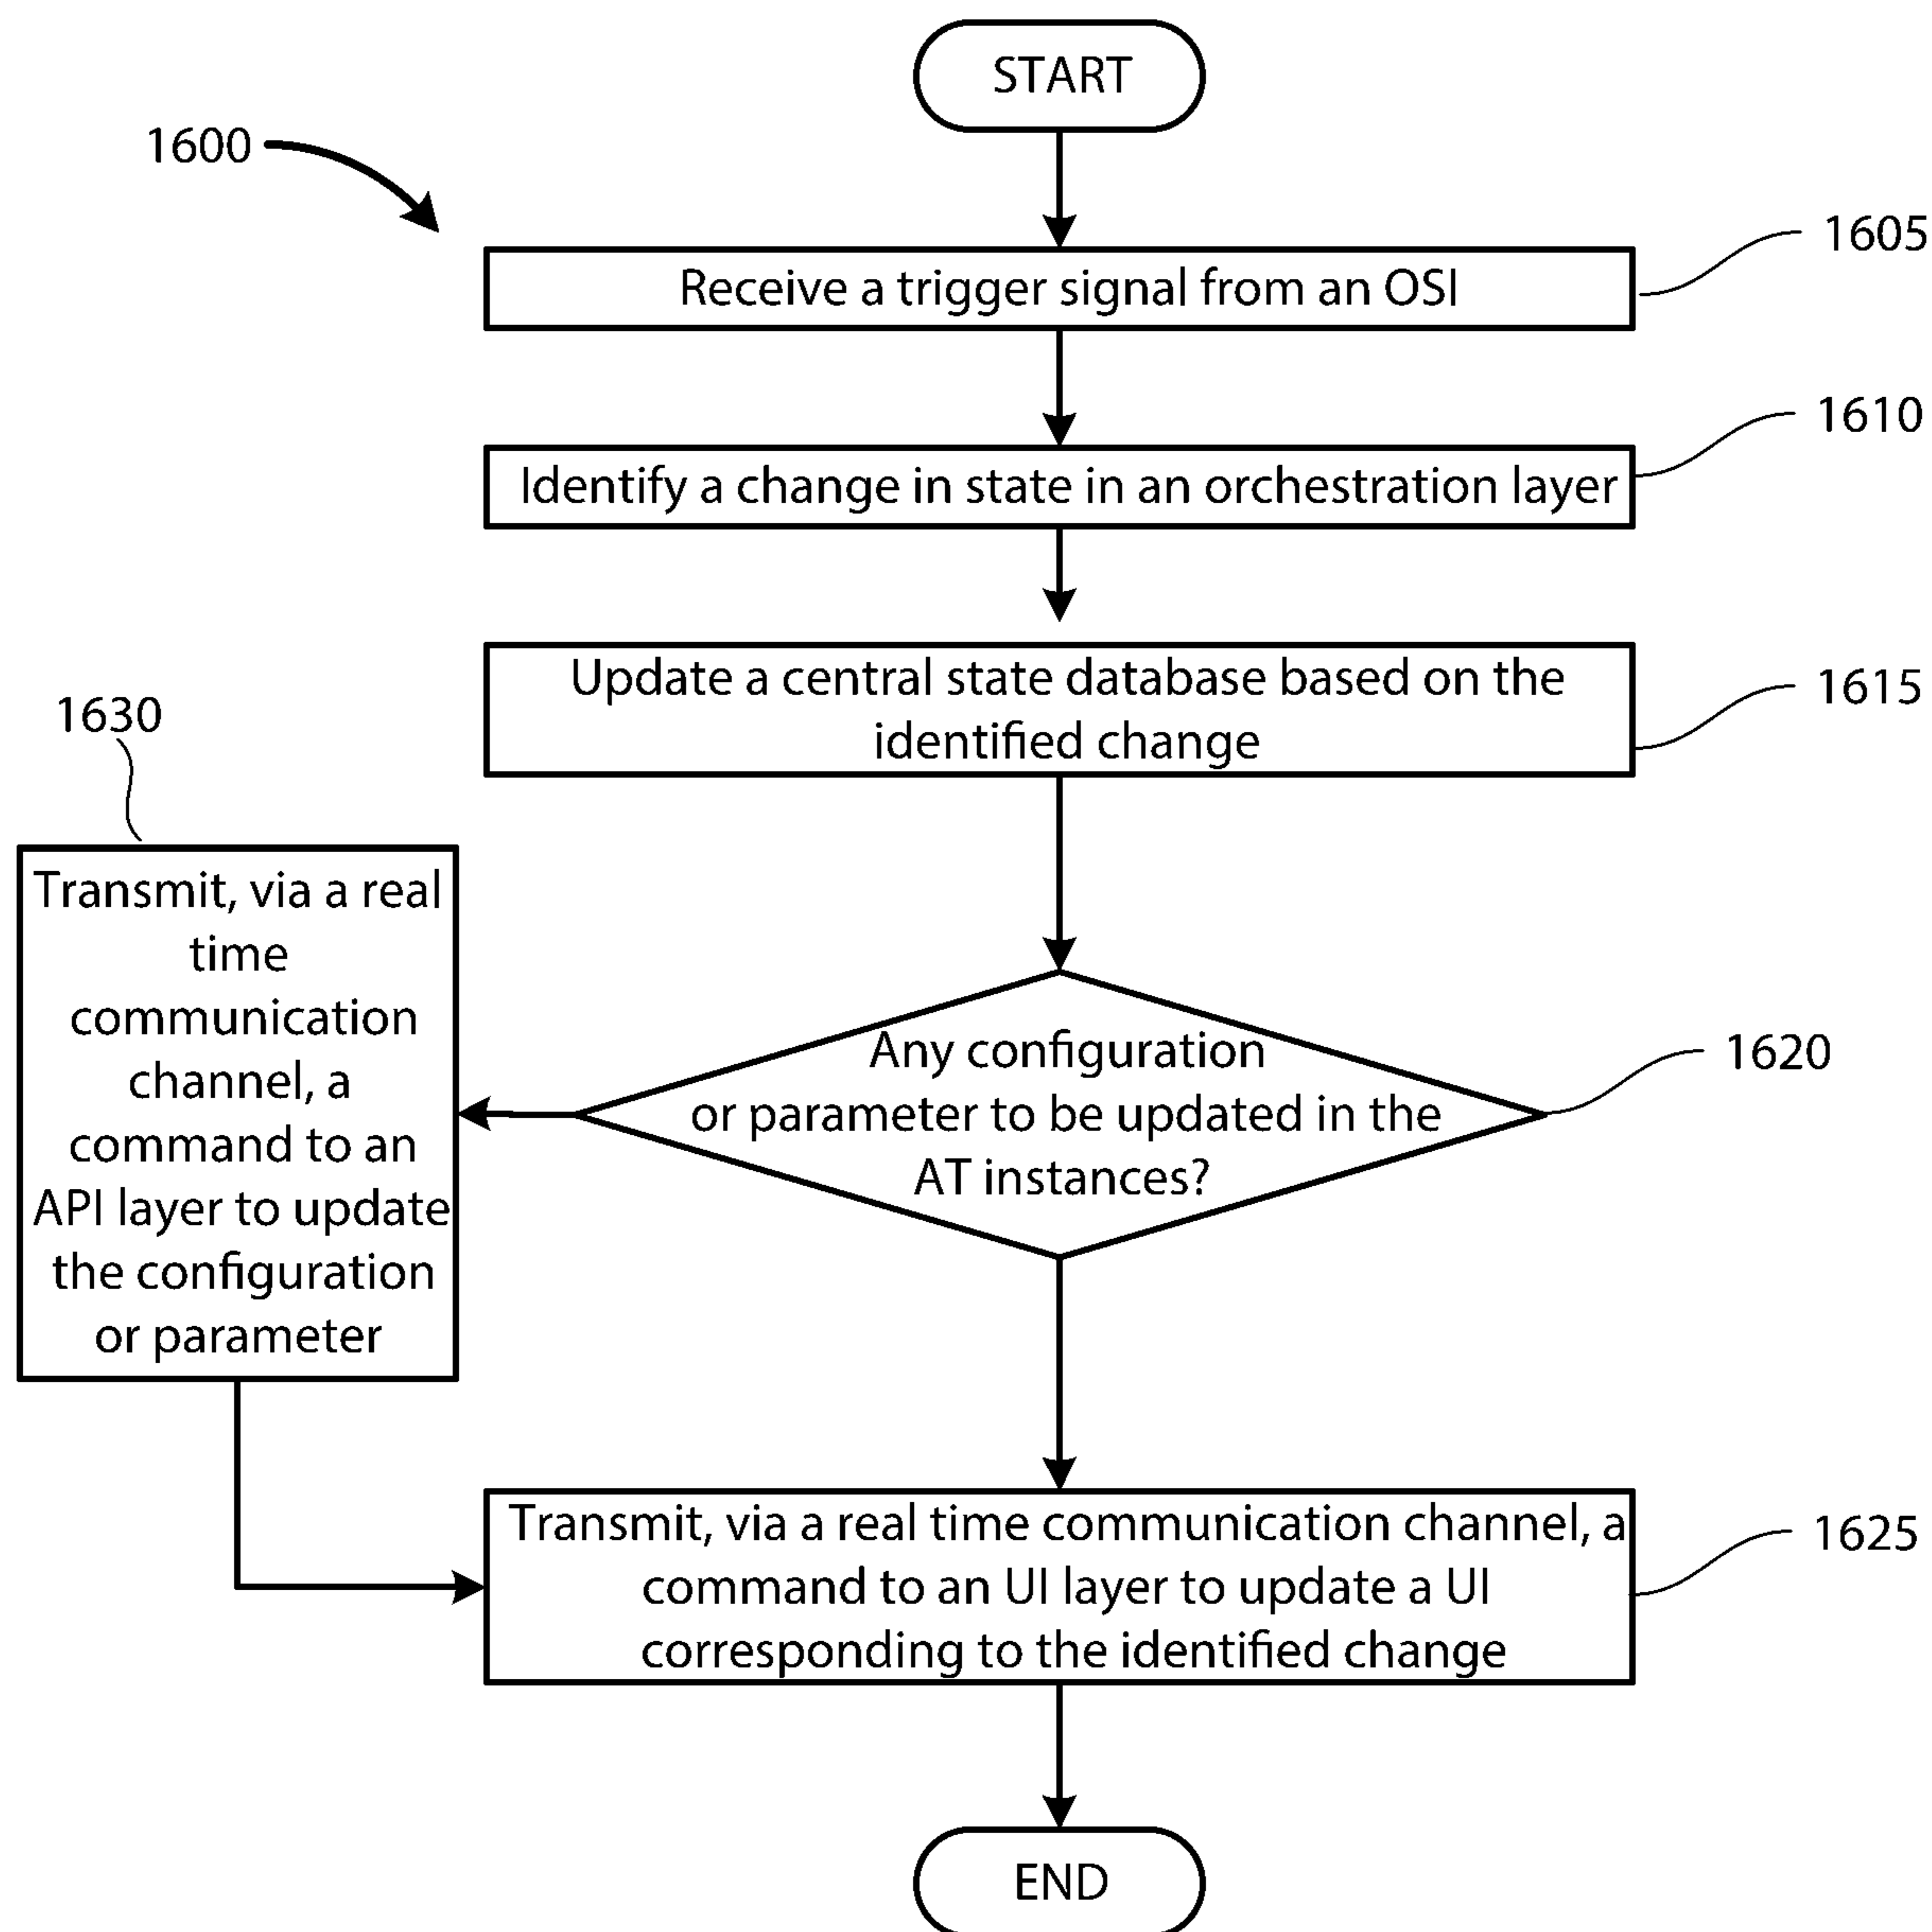 START
1600
1605
Receive a trigger signal from an OSI
1610
Identify a change in state in an orchestration layer
1615
Update a central state database based on the
identified change
1630
Transmit, via a real
time
communication
channel, a
command to an
API layer to update
the configuration
or parameter
1620
Any configuration
or parameter to be updated in the
AT instances?
1625
Transmit, via a real time communication channel, a
command to an UI layer to update a UI
corresponding to the identified change
END